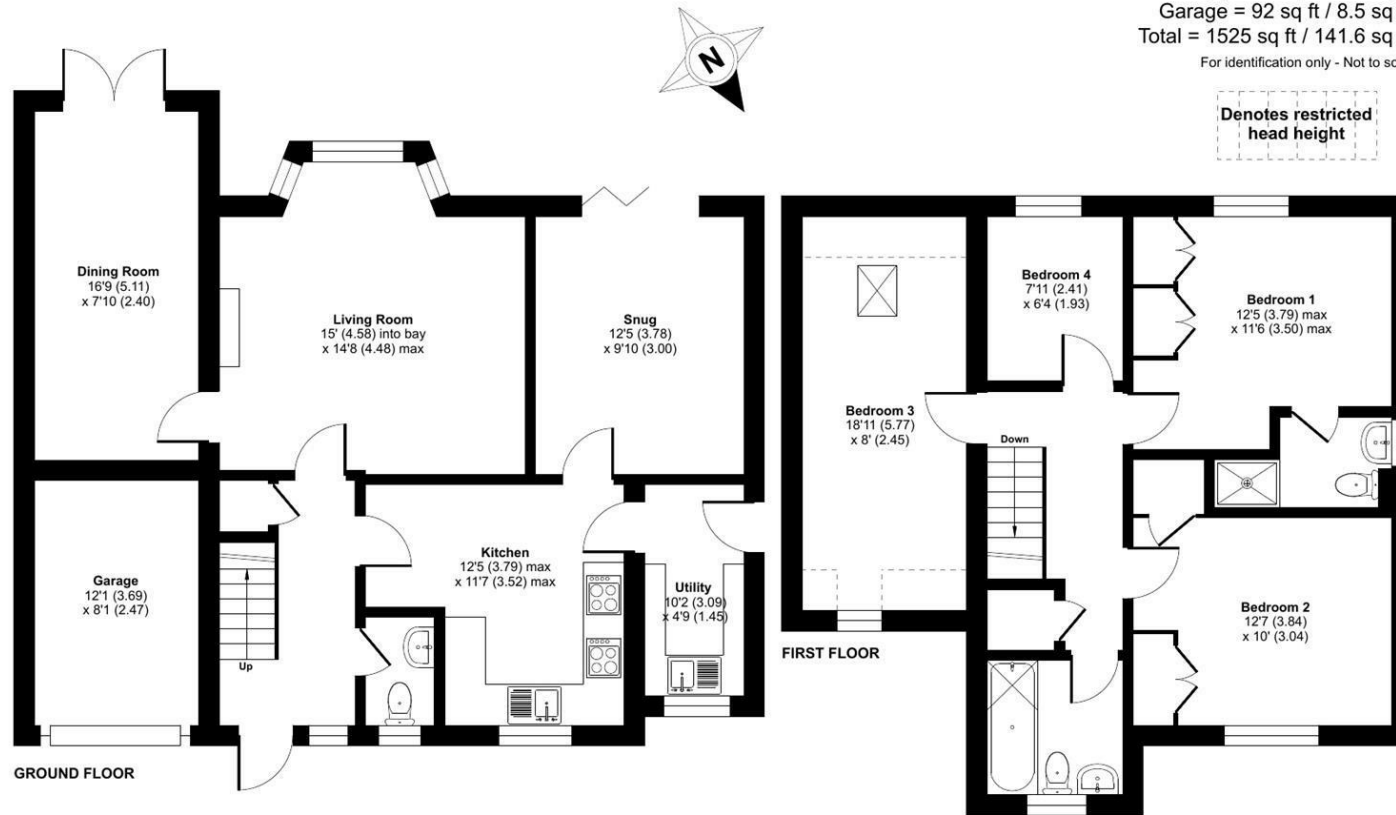 Garage = 92 sq ft / 8.5 sq
Total = 1525 sq ft / 141.6 sq
For identification only - Not to sc
N
Denotes restricted
head height
Dining Room
16'9 (5.11)
x 7'10 (2.40)
Living Room
15' (4.58) into bay
x 14'8 (4.48) max
Snug
12'5 (3.78)
x 9'10 (3.00)
Garage
12'1 (3.69)
x 8'1 (2.47)
Up
Kitchen
12'5 (3.79) max
x 11'7 (3.52) max
Utility
10'2 (3.09)
x 4'9 (1.45)
GROUND FLOOR
Bedroom 4
7'11 (2.41)
x 6'4 (1.93)
Bedroom 1
12'5 (3.79) max
x 11'6 (3.50) max
Bedroom 3
18'11 (5.77)
x 8' (2.45)
Down
Bedroom 2
12'7 (3.84)
x 10' (3.04)
FIRST FLOOR